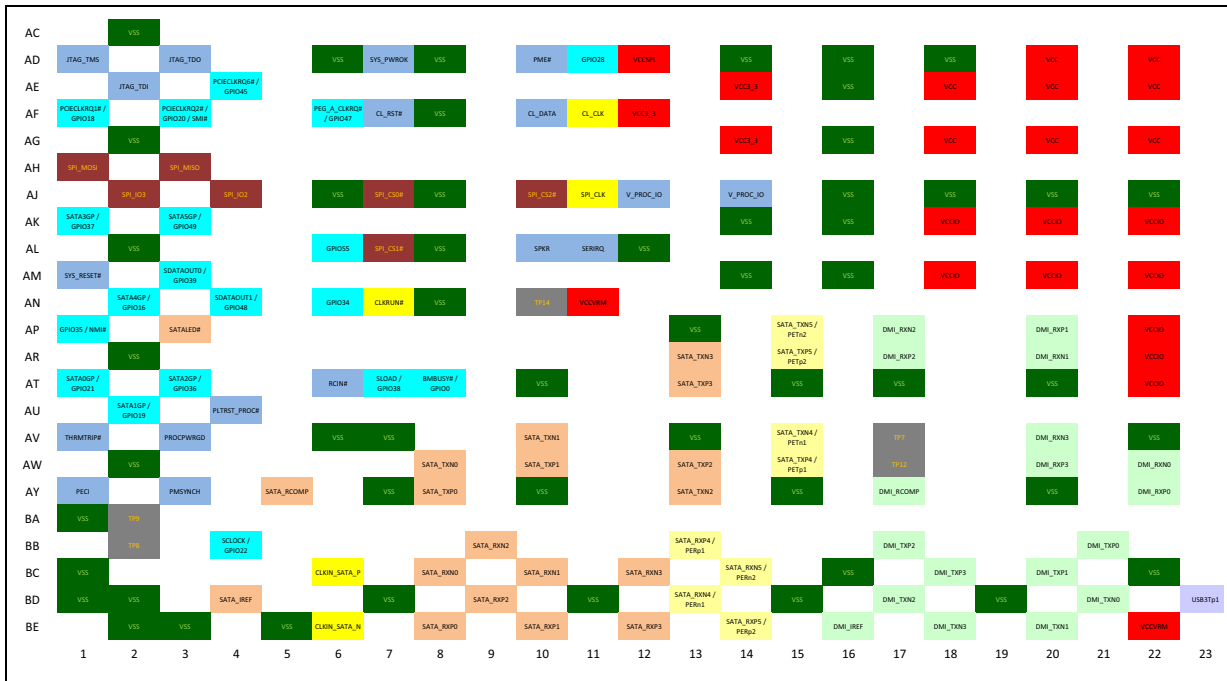 AC VSS
AD JTAG_TMS JTAG_TDO VSS SYS_PWROK VSS PME# GPIO28 VCCSPI VSS VSS VSS VCC VCC
AE JTAG_TDI PCIECLKRQ6# / GPIO45 VCC3_3 VSS VCC VCC VCC
AF PCIECLKRQ1# / GPIO18 PCIECLKRQ2# / GPIO20 / SMI# PEG_A_CLKRQ# / GPIO47 CL_RST# VSS CL_DATA CL_CLK VCC3_3
AG VSS VCC3_3 VSS VCC VCC VCC
AH SPI_MOSI SPI_MISO
AJ SPI_IO3 SPI_IO2 VSS SPI_CS0# VSS SPI_CS2# SPI_CLK V_PROC_IO V_PROC_IO VSS VSS VSS VSS
AK SATA3GP / GPIO37 SATA5GP / GPIO49 VSS VSS VCCIO VCCIO VCCIO
AL VSS GPIO55 SPI_CS1# VSS SPKR SERIRQ VSS
AM SYS_RESET# SDATAOUT0 / GPIO39 VSS VSS VCCIO VCCIO VCCIO
AN SATA4GP / GPIO16 SDATAOUT1 / GPIO48 GPIO34 CLKRUN# VSS TP14 VCCVRM
AP GPIO35 / NMI# SATALED# VSS SATA_TXN5 / PETn2 DMI_RXN2 DMI_RXP1 VCCIO
AR VSS SATA_TXN3 SATA_TXP5 / PETp2 DMI_RXP2 DMI_RXN1 VCCIO
AT SATA0GP / GPIO21 SATA2GP / GPIO36 RCIN# SLOAD / GPIO38 BMBUSY# / GPIO0 VSS SATA_TXP3 VSS VSS VSS VCCIO
AU SATA1GP / GPIO19 PLTRST_PROC#
AV THRMTRIP# PROCPWRGD VSS VSS SATA_TXN1 VSS SATA_TXN4 / PETn1 TP7 DMI_RXN3 VSS
AW VSS SATA_TXN0 SATA_TXP1 SATA_TXP2 SATA_TXP4 / PETp1 TP12 DMI_RXP3 DMI_RXN0
AY PECI PMSYNCH SATA_RCOMP VSS SATA_TXP0 VSS SATA_TXN2 VSS DMI_RCOMP VSS DMI_RXP0
BA VSS TP9
BB TP8 SCLOCK / GPIO22 SATA_RXN2 SATA_RXP4 / PERp1 DMI_TXP2 DMI_TXP0
BC VSS CLKIN_SATA_P SATA_RXN0 SATA_RXN1 SATA_RXN3 SATA_RXN5 / PERn2 VSS DMI_TXP3 DMI_TXP1 VSS
BD VSS VSS SATA_IREF VSS SATA_RXP2 VSS SATA_RXN4 / PERn1 VSS DMI_TXN2 VSS DMI_TXN0 USB3Tp1
BE VSS VSS VSS CLKIN_SATA_N SATA_RXP0 SATA_RXP1 SATA_RXP3 SATA_RXP5 / PERp2 DMI_IREF DMI_TXN3 DMI_TXN1 VCCVRM
1 2 3 4 5 6 7 8 9 10 11 12 13 14 15 16 17 18 19 20 21 22 23